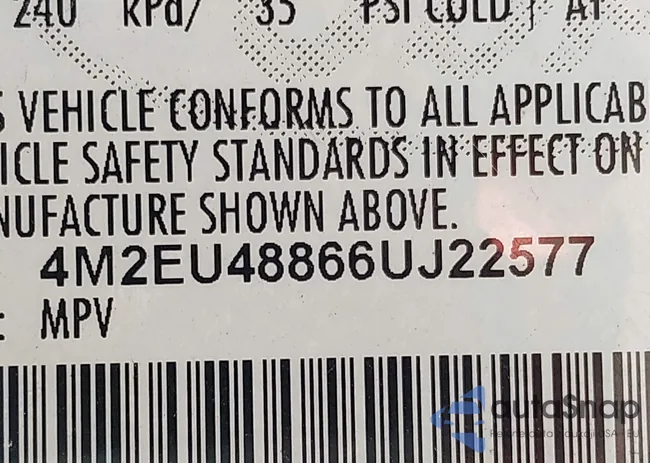 240 kPa/ 35 PSI COLD
S VEHICLE CONFORMS TO ALL APPLICAB
ICLE SAFETY STANDARDS IN EFFECT ON
NUFACTURE SHOWN ABOVE.
4M2EU48866UJ22577
: MPV
autoSnap